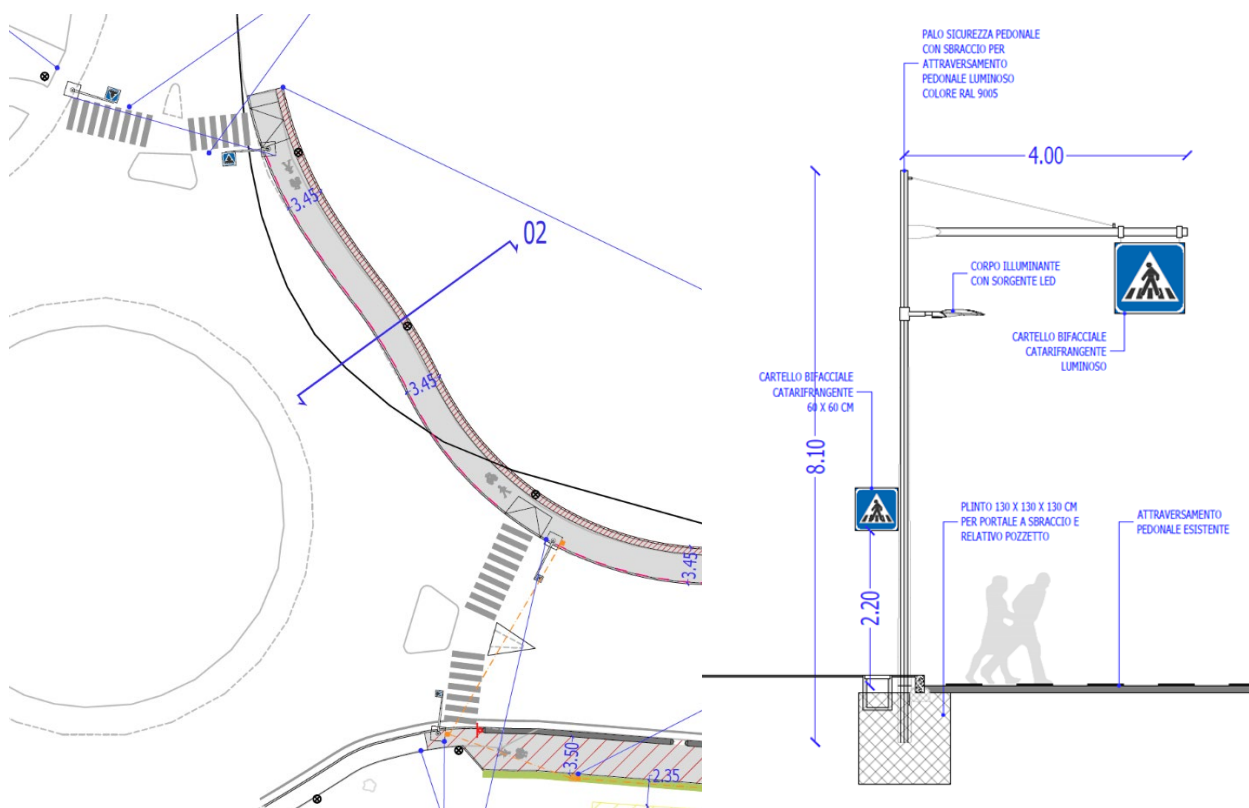 02
3.45
3.45
3.45
3.50
2.35
PALO SICUREZZA PEDONALE
CON SBRACCIO PER
ATTRAVERSAMENTO
PEDONALE LUMINOSO
COLORE RAL 9005
4.00
CORPO ILLUMINANTE
CON SORGENTE LED
CARTELLO BIFACCIALE
CATARIFRANGENTE
LUMINOSO
CARTELLO BIFACCIALE
CATARIFRANGENTE
60 X 60 CM
8.10
2.20
PLINTO 130 X 130 X 130 CM
PER PORTALE A SBRACCIO E
RELATIVO POZZETTO
ATTRAVERSAMENTO
PEDONALE ESISTENTE